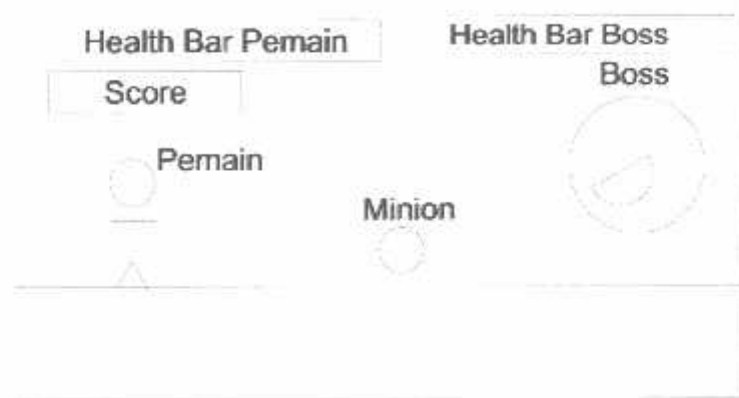 Health Bar Pemain
Health Bar Boss
Score
Boss
Pemain
Minion